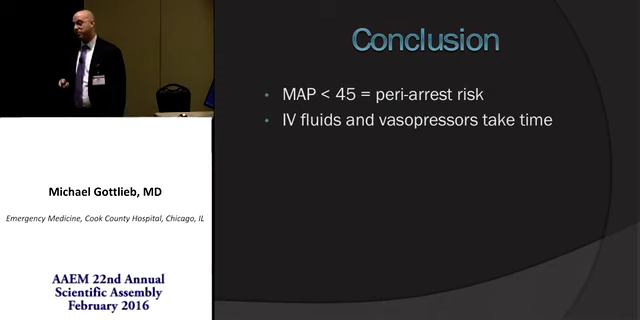 Conclusion
• MAP < 45 = peri-arrest risk
• IV fluids and vasopressors take time
Michael Gottlieb, MD
Emergency Medicine, Cook County Hospital, Chicago, IL
AAEM 22nd Annual
Scientific Assembly
February 2016